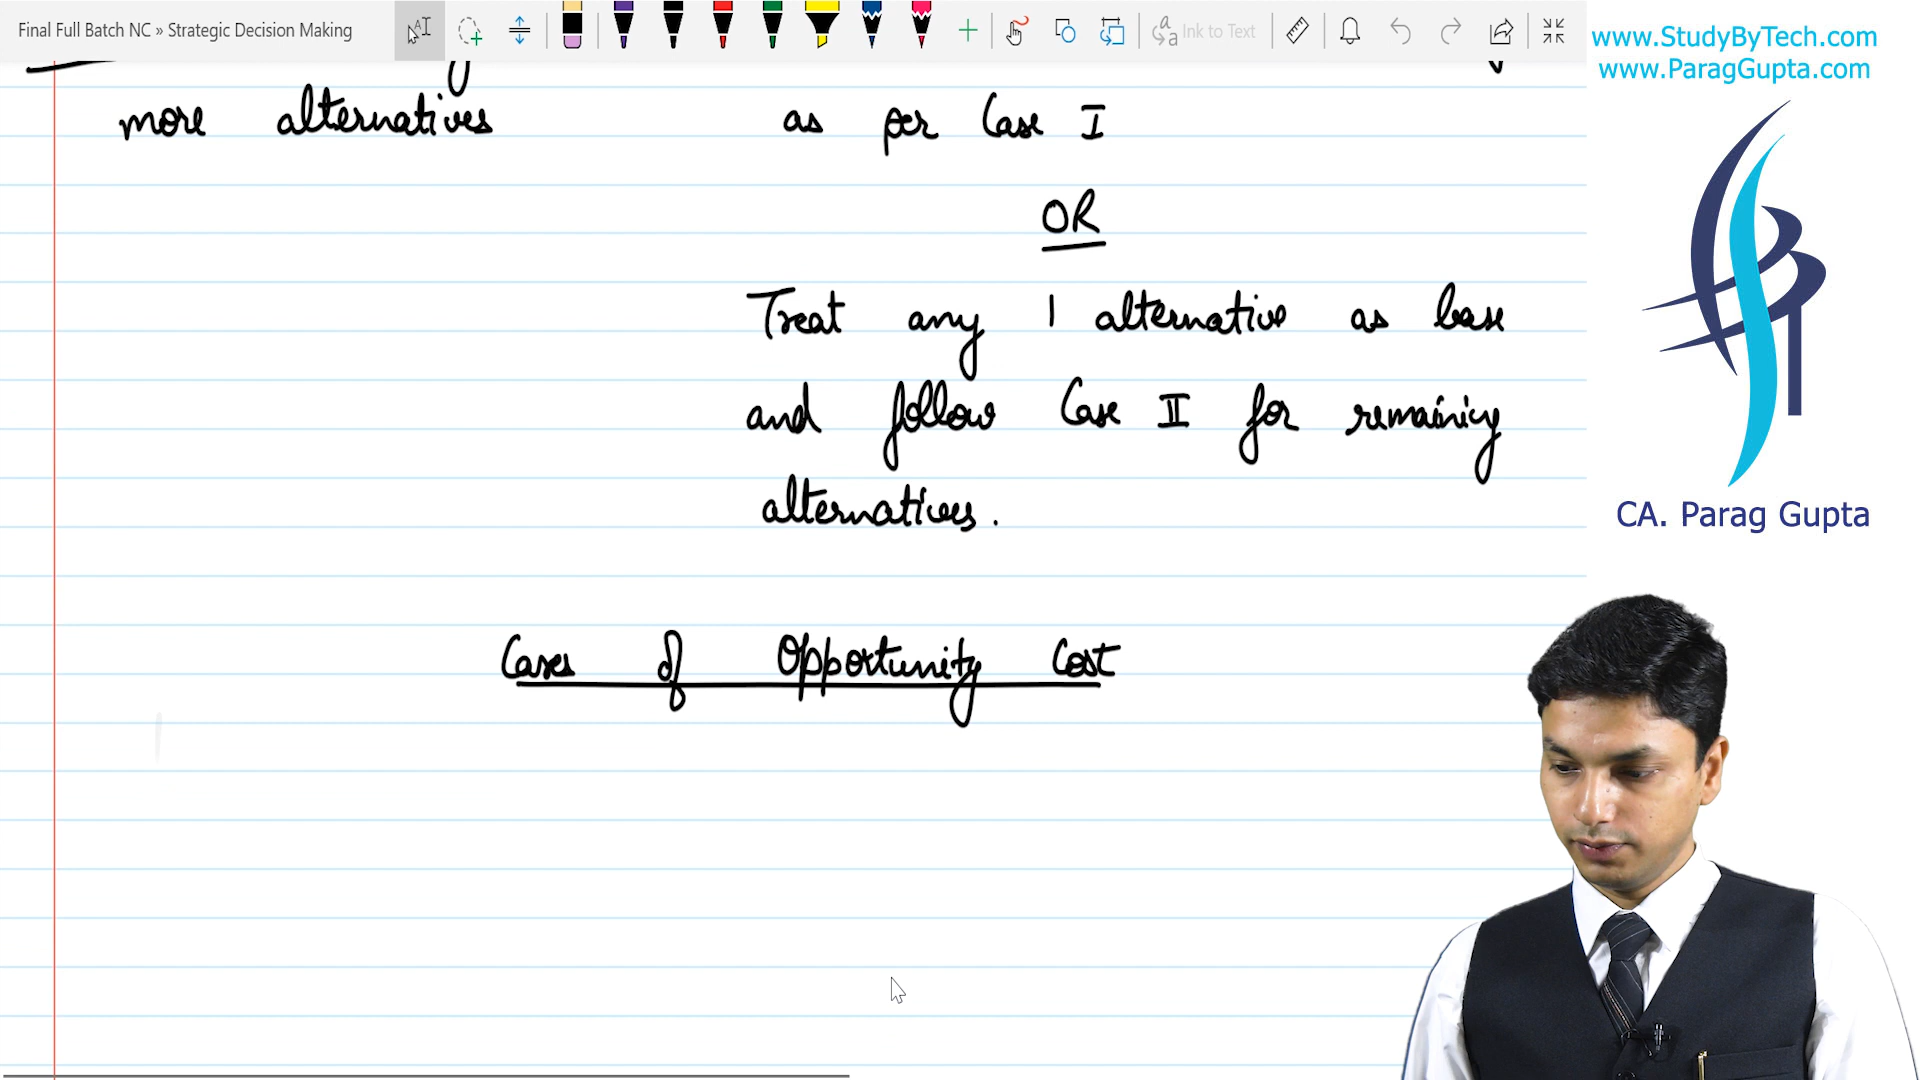 Final Full Batch NC » Strategic Decision Making
Ink to Text
www.StudyByTech.com
www.ParagGupta.com
more alternatives as per Case I
OR
Treat any 1 alternative as base
and follow Case II for remaining
alternatives.
CA. Parag Gupta
Cases of Opportunity Cost